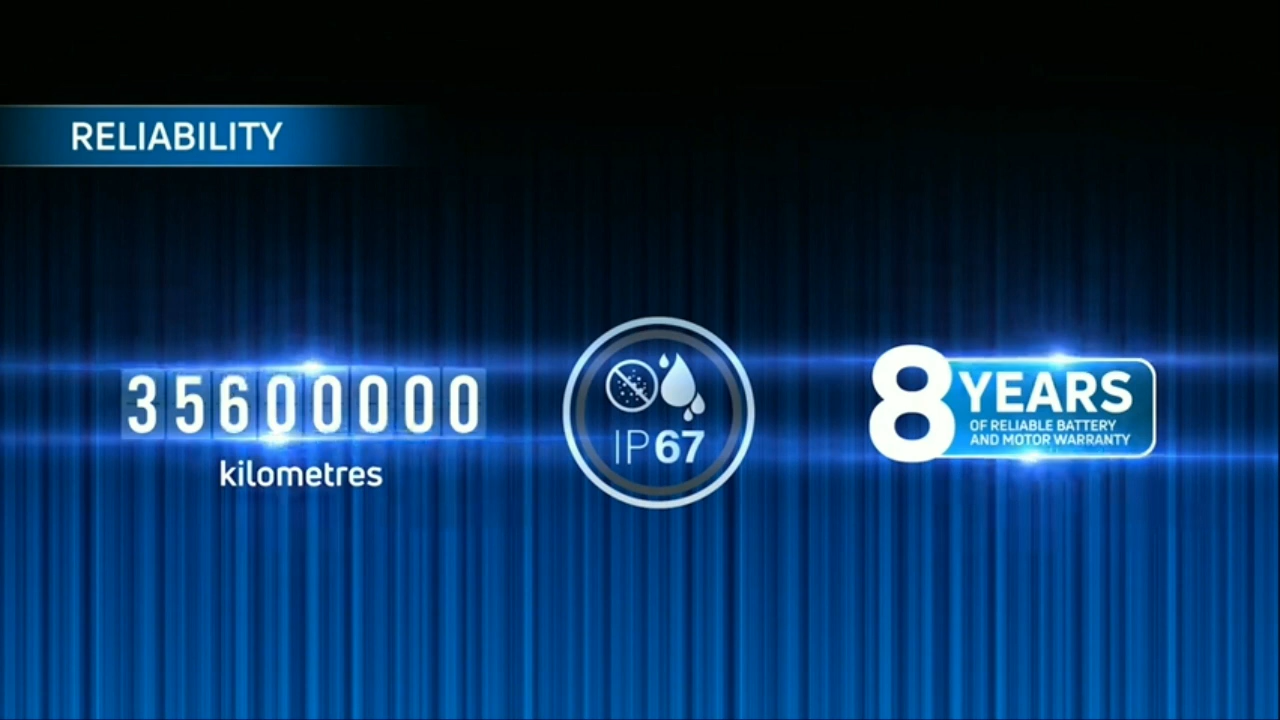 RELIABILITY
35600000
kilometres
IP67
8 YEARS
OF RELIABLE BATTERY
AND MOTOR WARRANTY